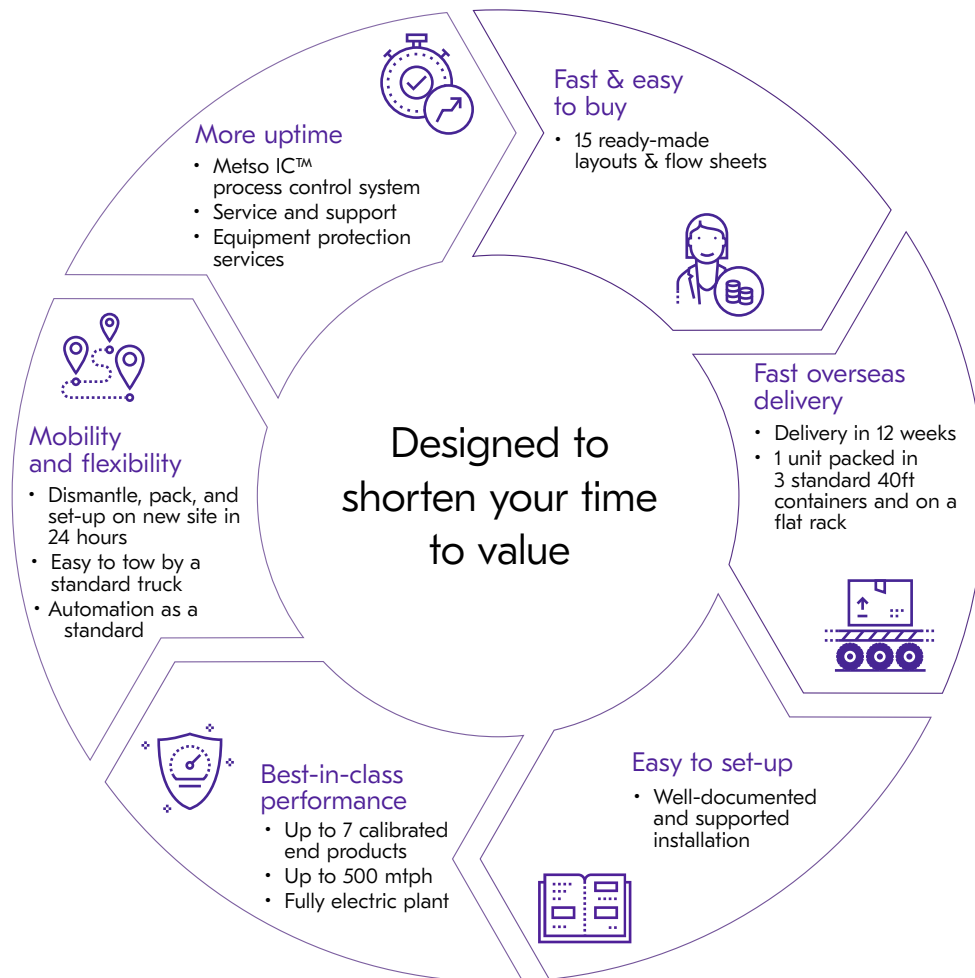 Designed to
shorten your time
to value
Fast & easy
to buy
• 15 ready-made
layouts & flow sheets
Fast overseas
delivery
• Delivery in 12 weeks
• 1 unit packed in
3 standard 40ft
containers and on a
flat rack
Easy to set-up
• Well-documented
and supported
installation
Best-in-class
performance
• Up to 7 calibrated
end products
• Up to 500 mtph
• Fully electric plant
Mobility
and flexibility
• Dismantle, pack, and
set-up on new site in
24 hours
• Easy to tow by a
standard truck
• Automation as a
standard
More uptime
• Metso IC™
process control system
• Service and support
• Equipment protection
services